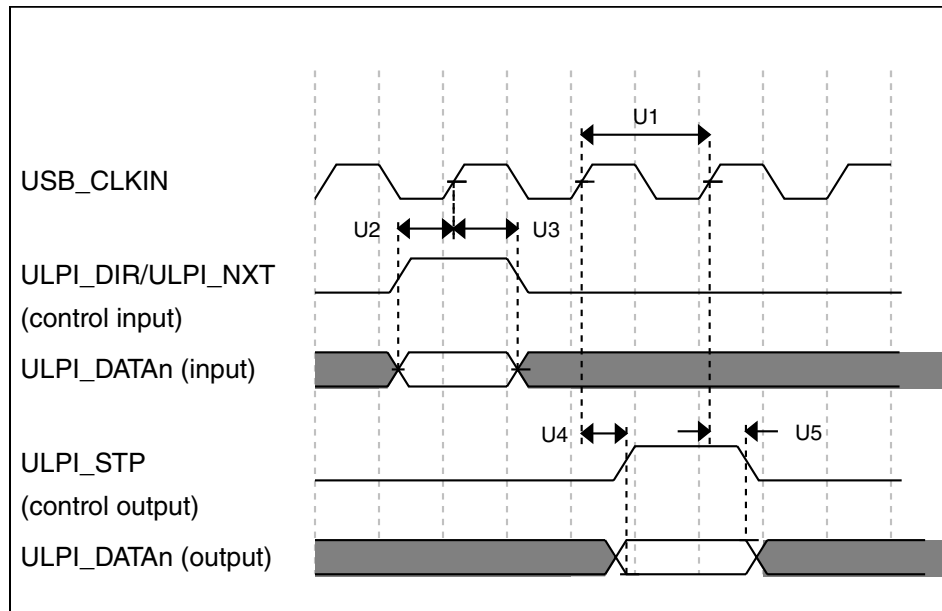 U1
USB_CLKIN
U2
U3
ULPI_DIR/ULPI_NXT
(control input)
ULPI_DATAn (input)
U4
U5
ULPI_STP
(control output)
ULPI_DATAn (output)